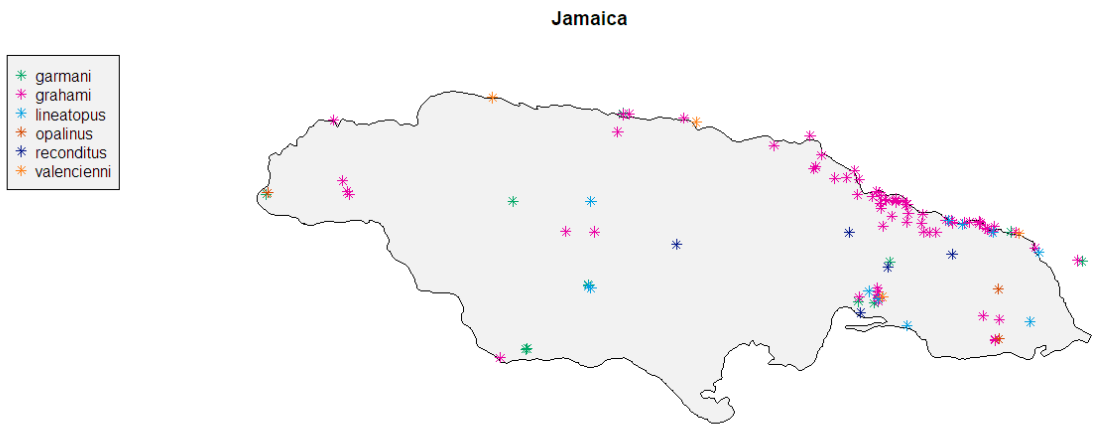 Jamaica
garmani
grahami
lineatopus
opalinus
reconditus
valencienni